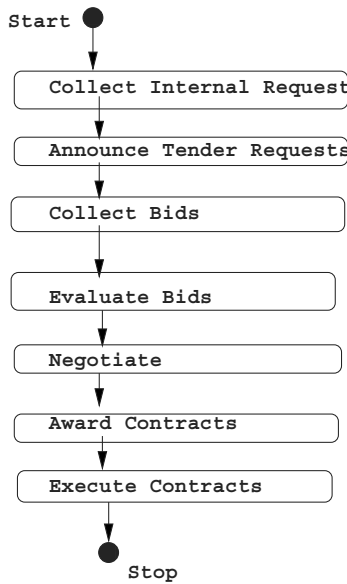 Start
Collect Internal Request
Announce Tender Requests
Collect Bids
Evaluate Bids
Negotiate
Award Contracts
Execute Contracts
Stop